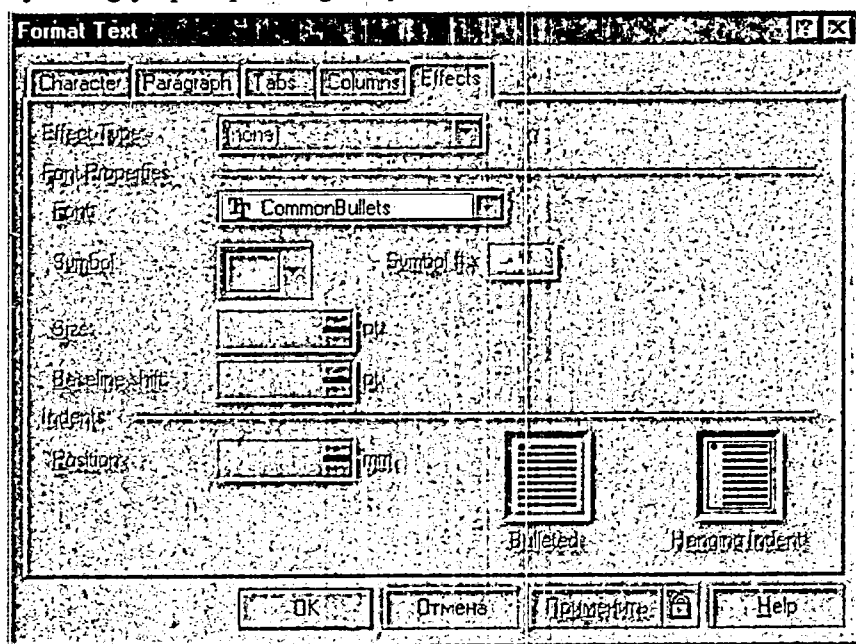 Format Text
Character Paragraph Tabs Columns Effects
Effect Type: (none)
Font Properties
Font: CommonBullets
Symbol: Symbol #:
Size: pt
Baseline shift: pt
Indents
Position: mm
Bulleted Hanging Indent
OK Отмена Применить Help